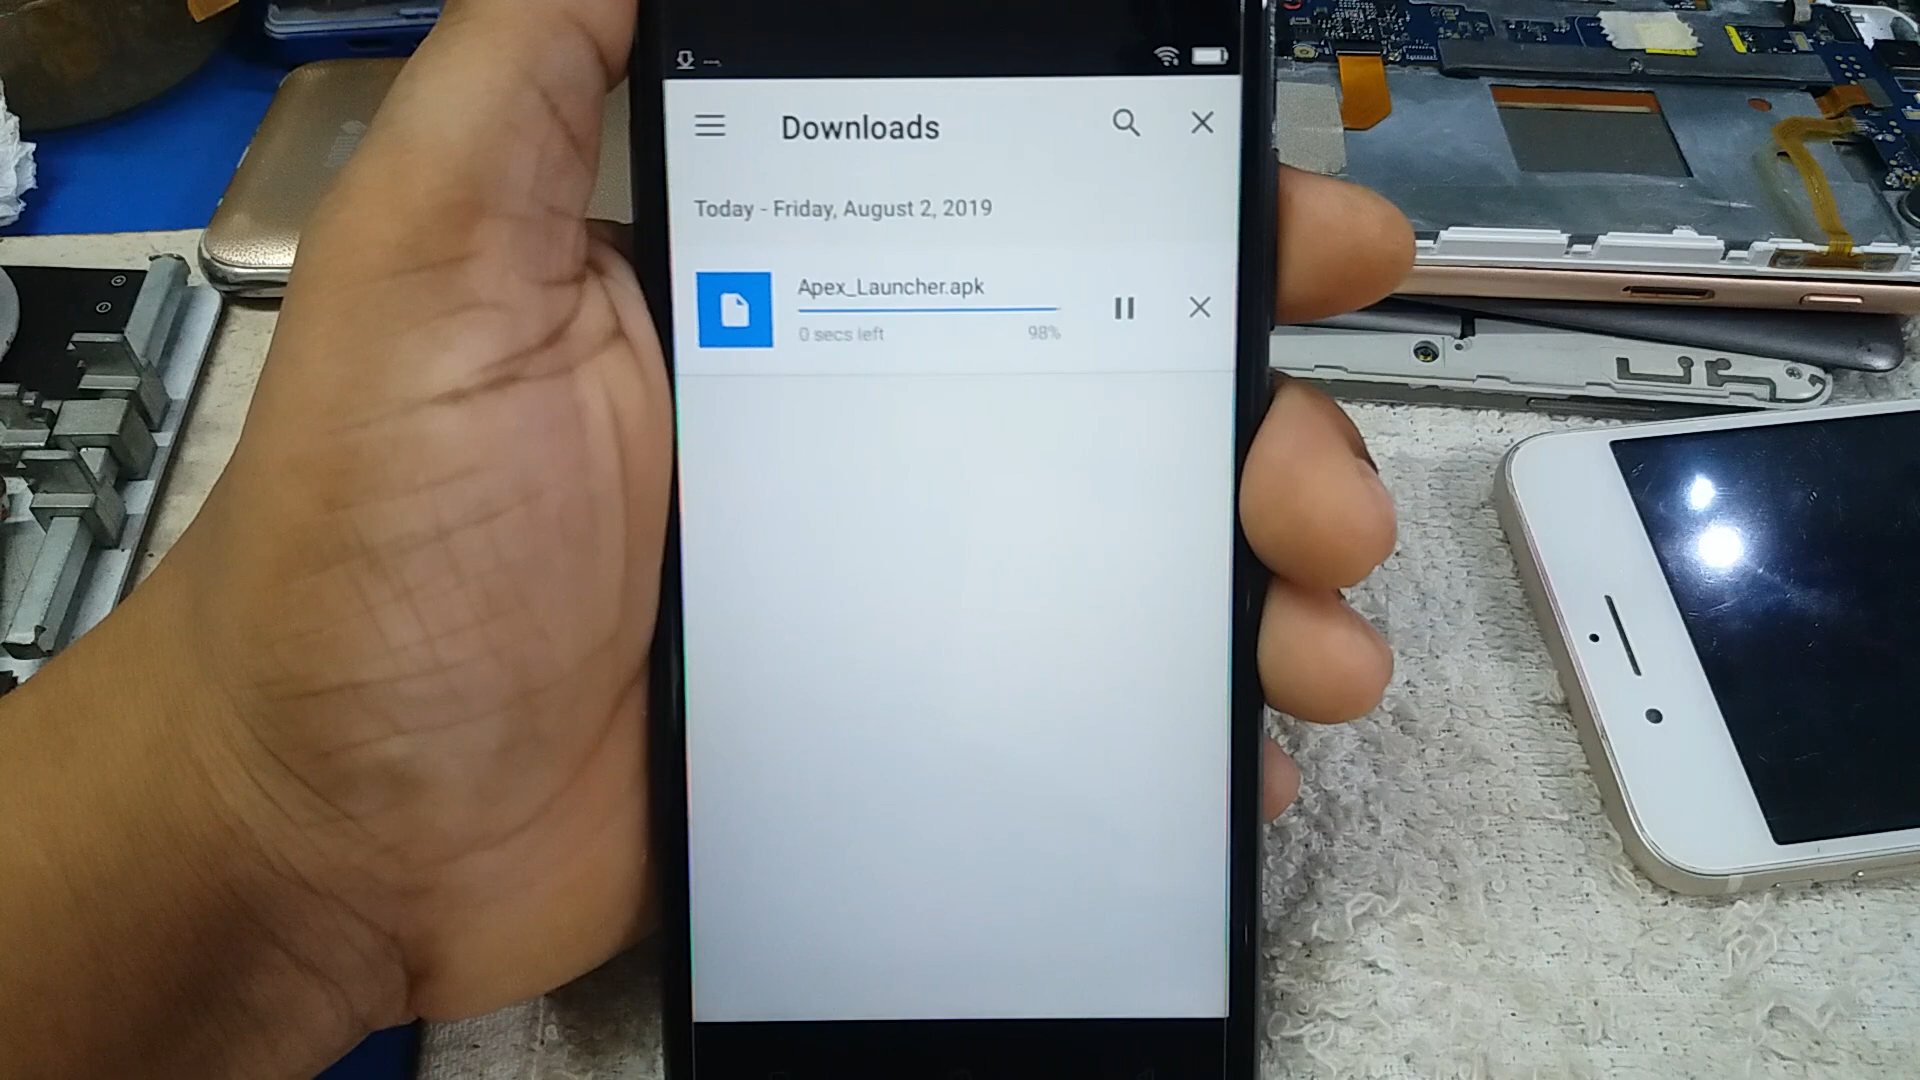 Downloads
Today - Friday, August 2, 2019
Apex_Launcher.apk
0 secs left 98%